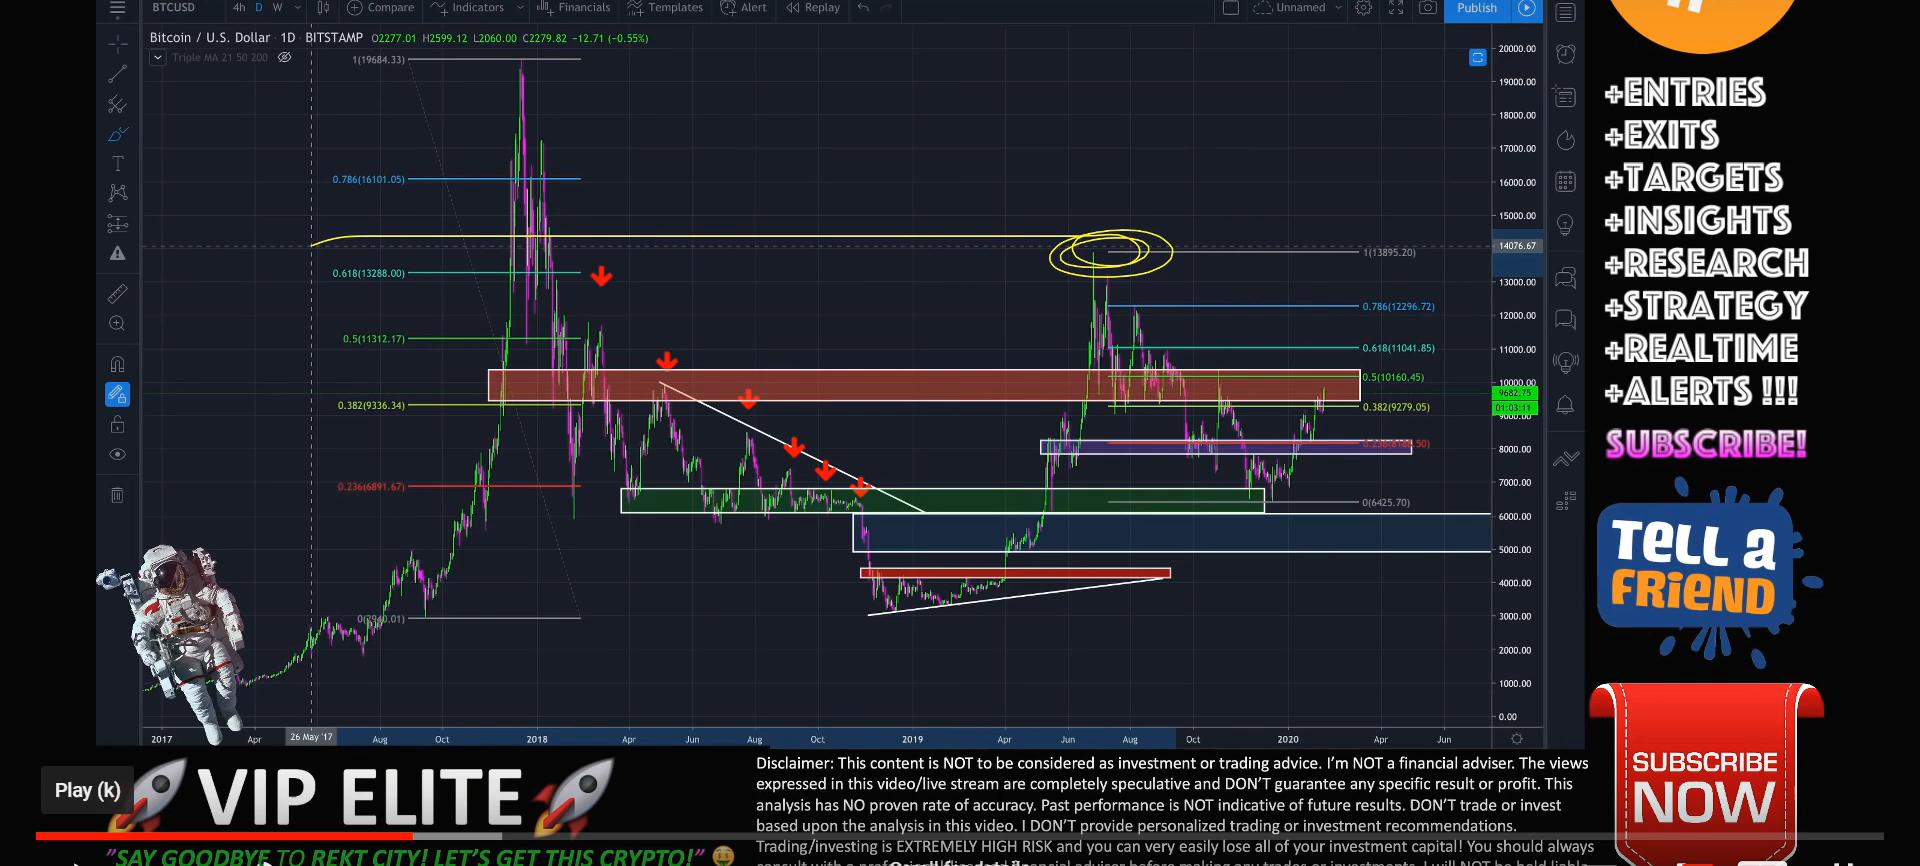 BTCUSD 4h D W Compare Indicators Financials Templates Alert Replay Unnamed Publish
Bitcoin / U.S. Dollar · 1D · BITSTAMP O2277.01 H2599.12 L2060.00 C2279.82 −12.71 (−0.55%)
Triple MA 21 50 200
1(19684.33)
0.786(16101.05)
0.618(13288.00)
0.5(11312.17)
0.382(9336.34)
0.236(6891.67)
1(13895.20)
0.786(12296.72)
0.618(11041.85)
0.5(10160.45)
0.382(9279.05)
0(6425.70)
20000.00
19000.00
18000.00
17000.00
16000.00
15000.00
14076.67
13000.00
12000.00
11000.00
10000.00
9682.75
01:03:11
9000.00
8000.00
7000.00
6000.00
5000.00
4000.00
3000.00
2000.00
1000.00
0.00
2017 Apr 26 May '17 Aug Oct 2018 Apr Jun Aug Oct 2019 Apr Jun Aug Oct 2020 Apr Jun
+ENTRIES
+EXITS
+TARGETS
+INSIGHTS
+RESEARCH
+STRATEGY
+REALTIME
+ALERTS !!!
SUBSCRIBE!
TELL a
FRiEND
SUBSCRIBE
NOW
Play (k)
VIP ELITE
"SAY GOODBYE TO REKT CITY! LET'S GET THIS CRYPTO!"
Disclaimer: This content is NOT to be considered as investment or trading advice. I'm NOT a financial adviser. The views
expressed in this video/live stream are completely speculative and DON'T guarantee any specific result or profit. This
analysis has NO proven rate of accuracy. Past performance is NOT indicative of future results. DON'T trade or invest
based upon the analysis in this video. I DON'T provide personalized trading or investment recommendations.
Trading/investing is EXTREMELY HIGH RISK and you can very easily lose all of your investment capital! You should always